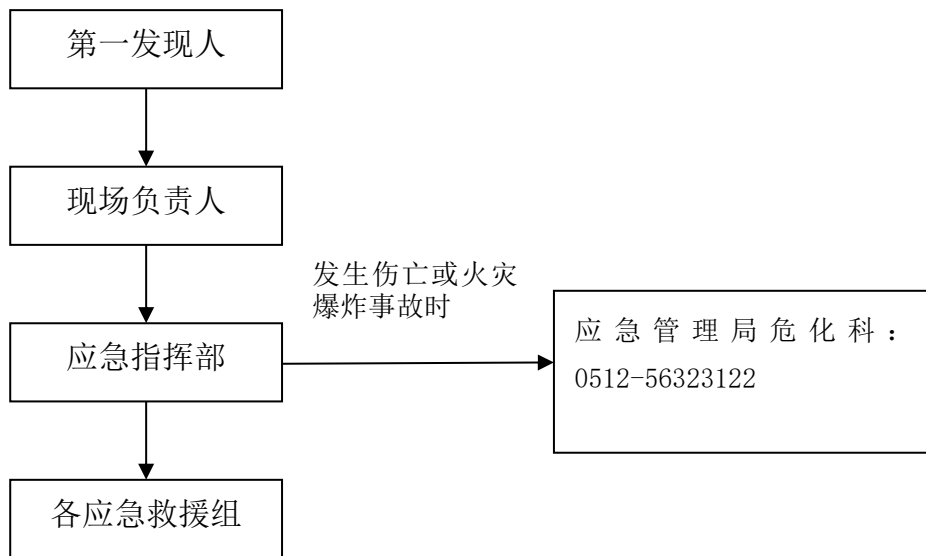 第一发现人
现场负责人
发生伤亡或火灾
爆炸事故时
应急管理局危化科：
0512-56323122
应急指挥部
各应急救援组